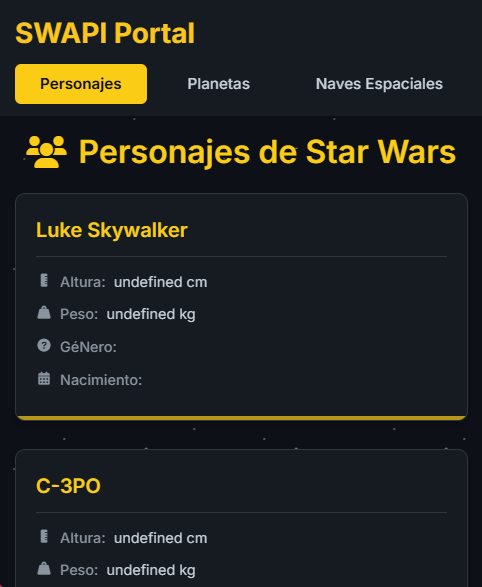 SWAPI Portal
Personajes Planetas Naves Espaciales
Personajes de Star Wars
Luke Skywalker
Altura: undefined cm
Peso: undefined kg
GéNero:
Nacimiento:
C-3PO
Altura: undefined cm
Peso: undefined kg